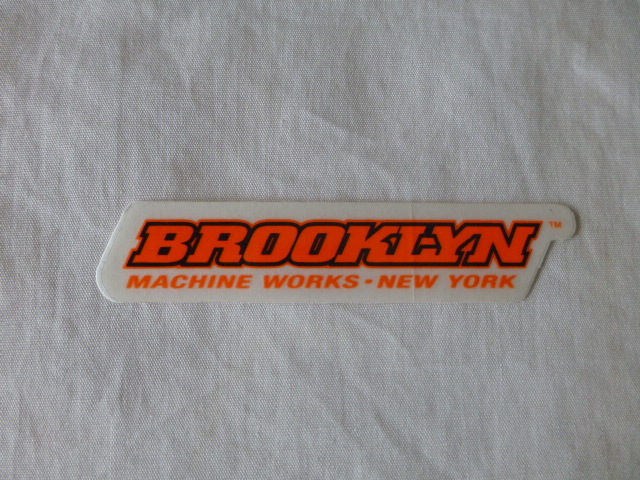 BROOKLYN™
MACHINE WORKS · NEW YORK